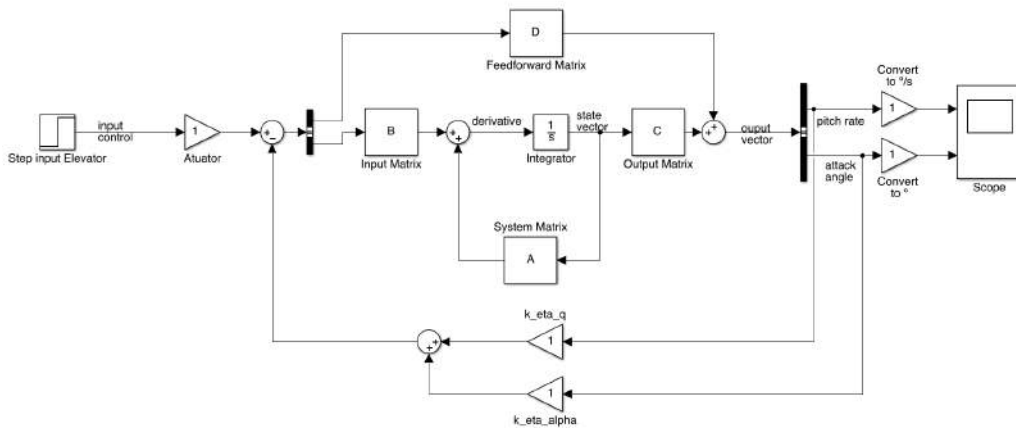 D
Feedforward Matrix
Convert
to º/s
input
control
1
B
derivative
1
s
state
vector
C
ouput
vector
pitch rate
1
Step input Elevator
Atuator
Input Matrix
Integrator
Output Matrix
attack
angle
1
Convert
to º
Scope
System Matrix
A
k_eta_q
1
1
k_eta_alpha